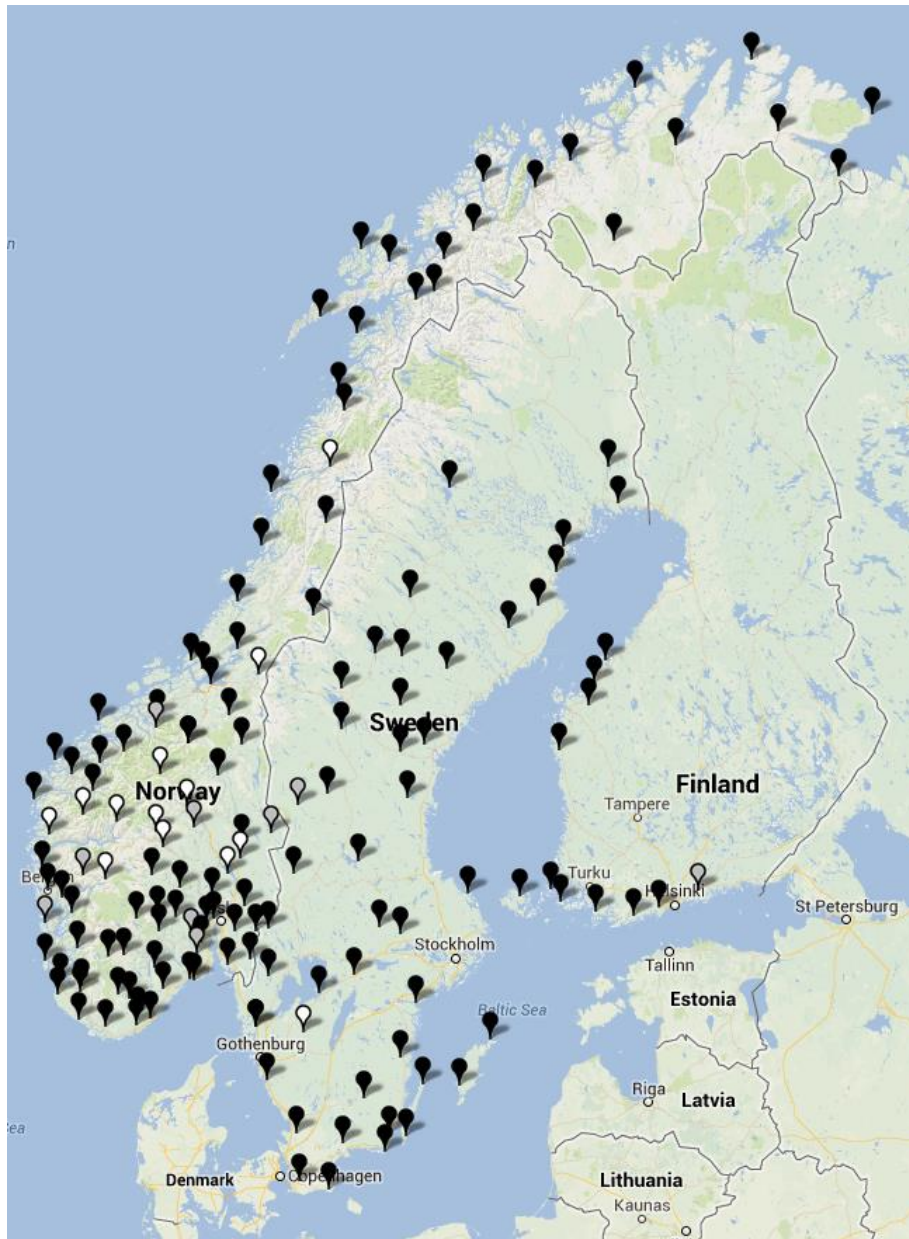 n
Sweden
Norway
Finland
Tampere
Turku
Helsinki
St Petersburg
Stockholm
Tallinn
Estonia
Baltic Sea
Gothenburg
Riga
Latvia
ea
Denmark
Copenhagen
Lithuania
Kaunas